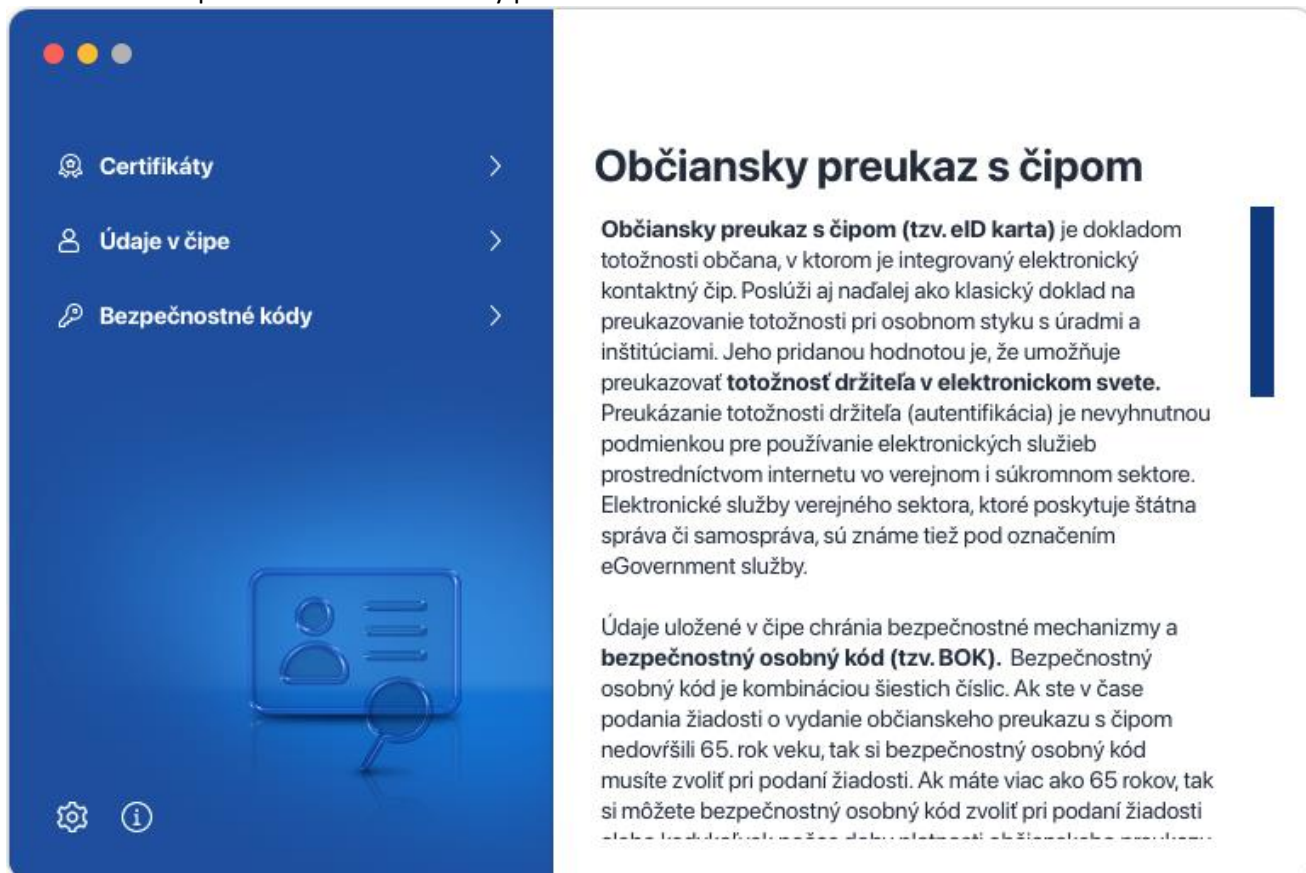 Certifikáty
Údaje v čipe
Bezpečnostné kódy
Občiansky preukaz s čipom
Občiansky preukaz s čipom (tzv. eID karta) je dokladom
totožnosti občana, v ktorom je integrovaný elektronický
kontaktný čip. Poslúži aj naďalej ako klasický doklad na
preukazovanie totožnosti pri osobnom styku s úradmi a
inštitúciami. Jeho pridanou hodnotou je, že umožňuje
preukazovať totožnosť držiteľa v elektronickom svete.
Preukázanie totožnosti držiteľa (autentifikácia) je nevyhnutnou
podmienkou pre používanie elektronických služieb
prostredníctvom internetu vo verejnom i súkromnom sektore.
Elektronické služby verejného sektora, ktoré poskytuje štátna
správa či samospráva, sú známe tiež pod označením
eGovernment služby.
Údaje uložené v čipe chránia bezpečnostné mechanizmy a
bezpečnostný osobný kód (tzv. BOK). Bezpečnostný
osobný kód je kombináciou šiestich číslic. Ak ste v čase
podania žiadosti o vydanie občianskeho preukazu s čipom
nedovŕšili 65. rok veku, tak si bezpečnostný osobný kód
musíte zvoliť pri podaní žiadosti. Ak máte viac ako 65 rokov, tak
si môžete bezpečnostný osobný kód zvoliť pri podaní žiadosti